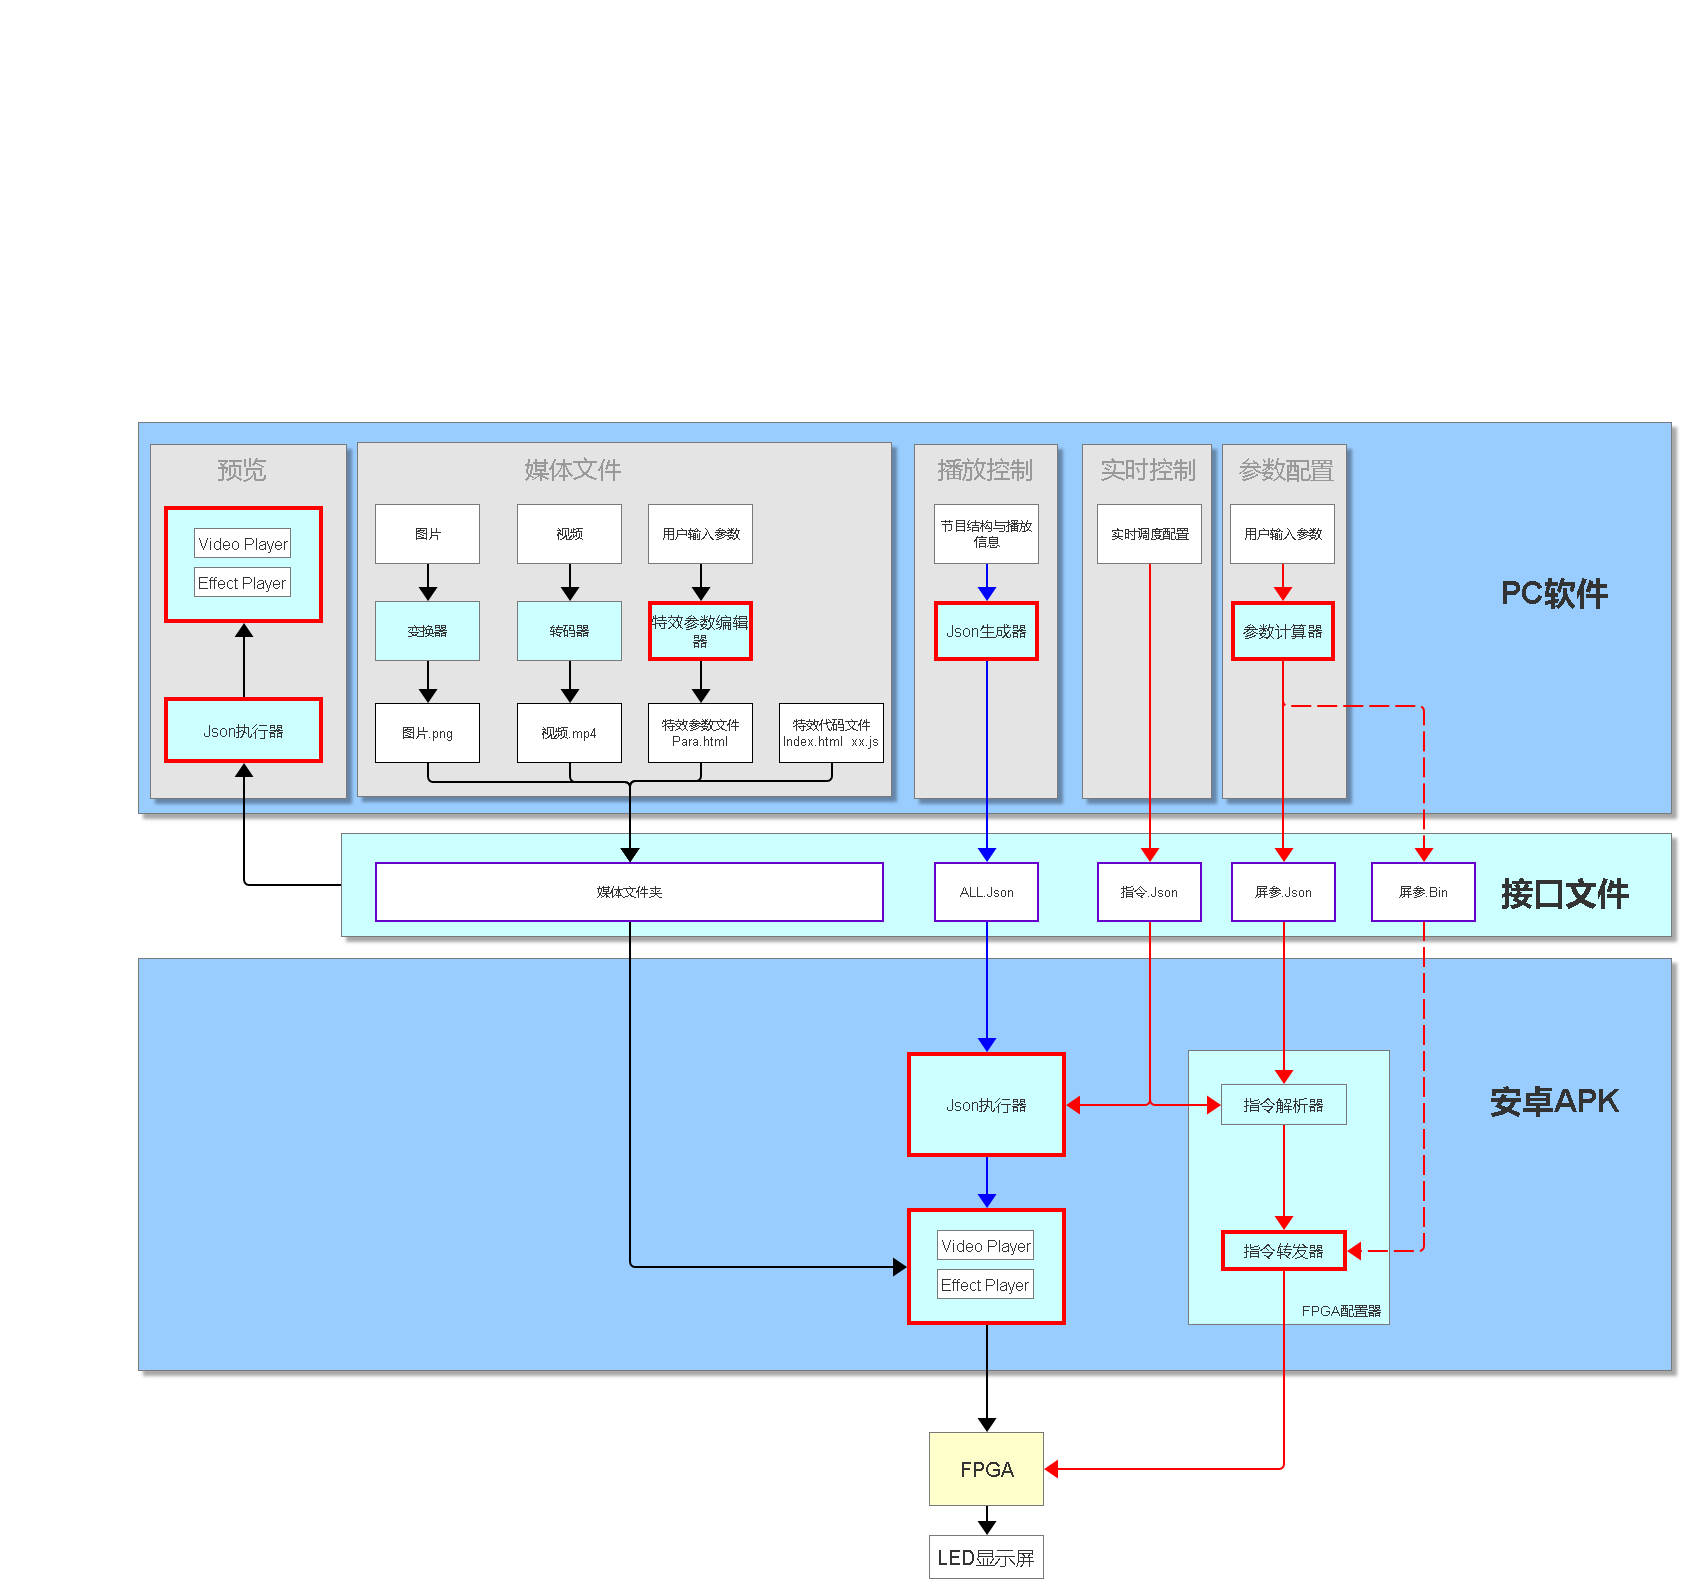 预览
媒体文件
播放控制
实时控制
参数配置
Video Player
Effect Player
Json执行器
图片
视频
用户输入参数
变换器
转码器
特效参数编辑
器
图片.png
视频.mp4
特效参数文件
Para.html
特效代码文件
Index.html  xx.js
节目结构与播放
信息
Json生成器
实时调度配置
用户输入参数
参数计算器
PC软件
媒体文件夹
ALL.Json
指令.Json
屏参.Json
屏参.Bin
接口文件
Json执行器
指令解析器
安卓APK
Video Player
Effect Player
指令转发器
FPGA配置器
FPGA
LED显示屏